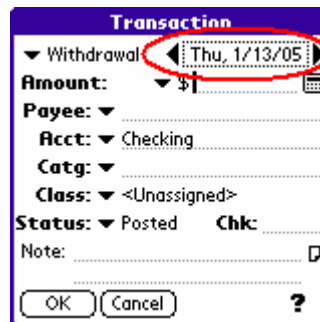 Transaction
Withdrawal Thu, 1/13/05
Amount: $
Payee:
Acct: Checking
Catg:
Class: <Unassigned>
Status: Posted Chk:
Note:
OK Cancel ?